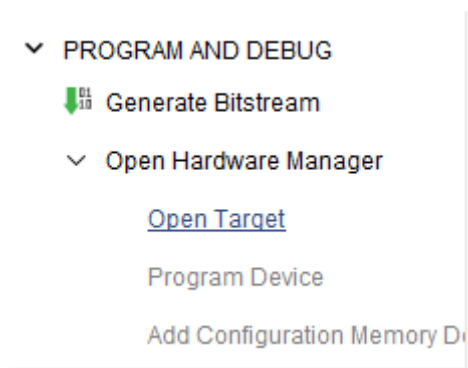 PROGRAM AND DEBUG
Generate Bitstream
Open Hardware Manager
Open Target
Program Device
Add Configuration Memory D